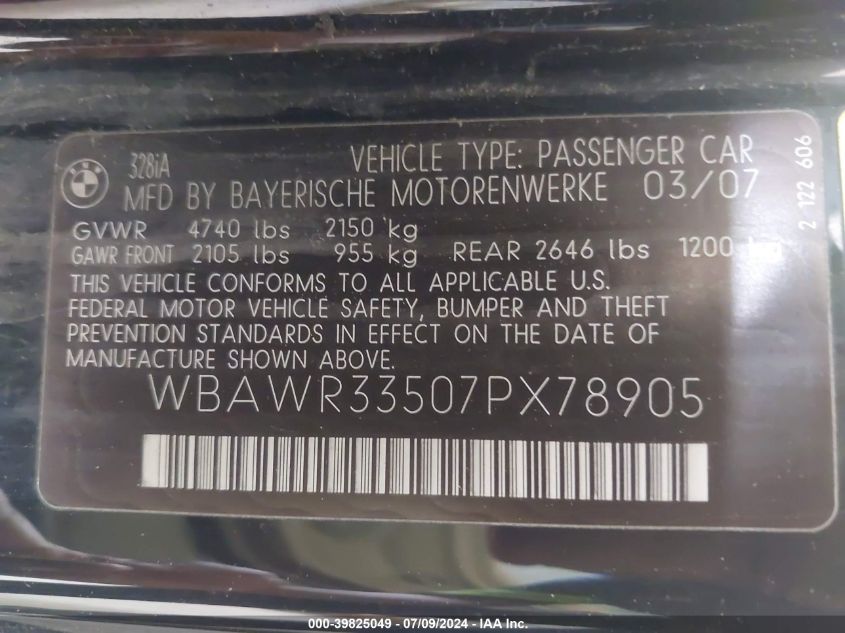 BMW
328iA VEHICLE TYPE: PASSENGER CAR
MFD BY BAYERISCHE MOTORENWERKE 03/07
GVWR 4740 lbs 2150 kg
GAWR FRONT 2105 lbs 955 kg REAR 2646 lbs 1200 kg
THIS VEHICLE CONFORMS TO ALL APPLICABLE U.S.
FEDERAL MOTOR VEHICLE SAFETY, BUMPER AND THEFT
PREVENTION STANDARDS IN EFFECT ON THE DATE OF
MANUFACTURE SHOWN ABOVE.
WBAWR33507PX78905
2 122 606
000-39825049 / 07/09/2024 - IAA Inc.